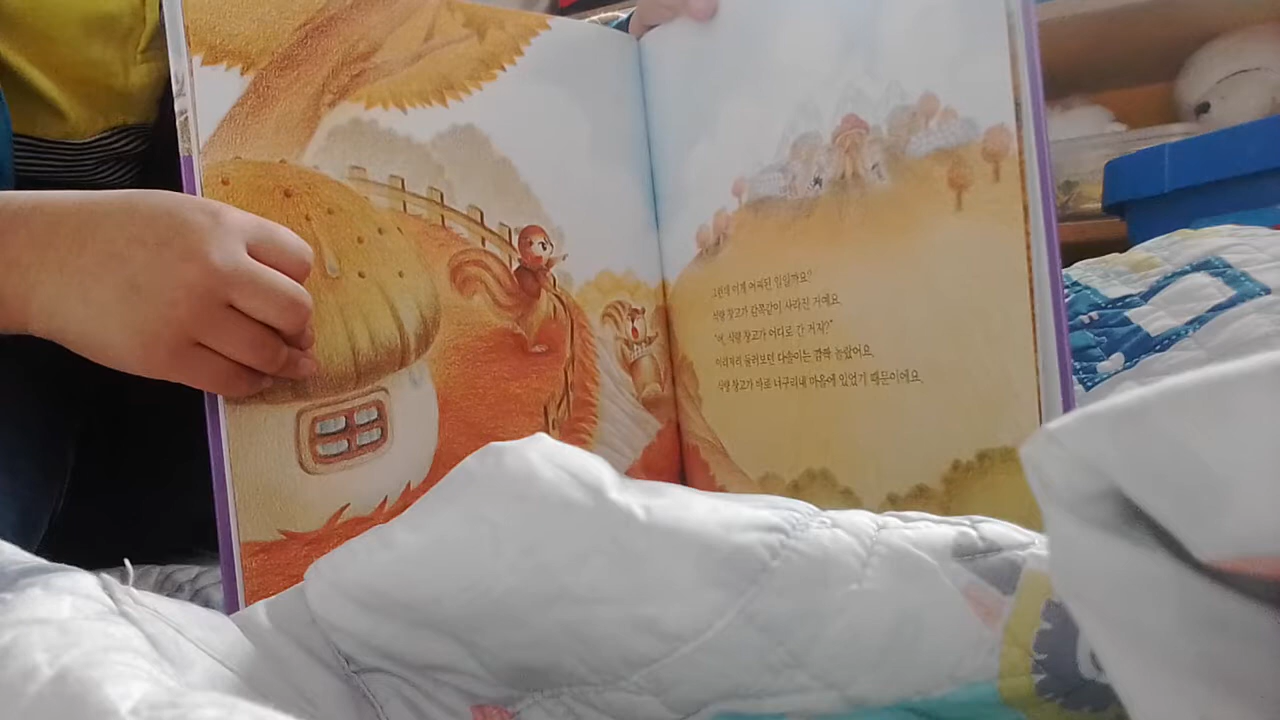 그런데 이게 어찌된 일일까요?
식량 창고가 감쪽같이 사라진 거예요.
"어, 식량 창고가 어디로 간 거지?"
이리저리 둘러보던 다람이는 깜짝 놀랐어요.
식량 창고가 바로 너구리네 마을에 있었기 때문이에요.